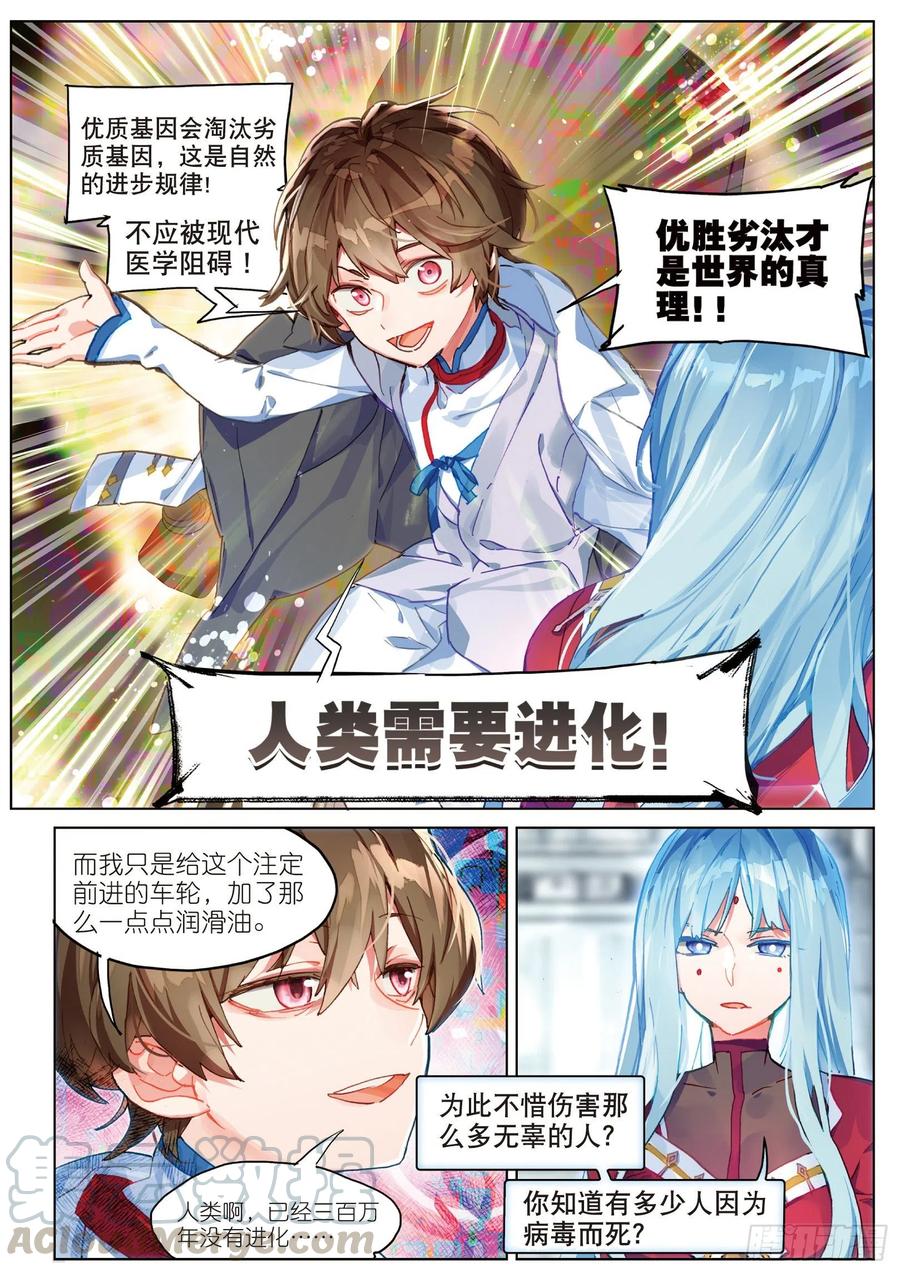 优质基因会淘汰劣
质基因，这是自然
的进步规律!
不应被现代
医学阻碍！
优胜劣汰才
是世界的真
理！！
人类需要进化！
而我只是给这个注定
前进的车轮，加了那
么一点点润滑油。
为此不惜伤害那
么多无辜的人？
你知道有多少人因为
病毒而死？
人类啊，已经三百万
年没有进化……
腾讯动漫